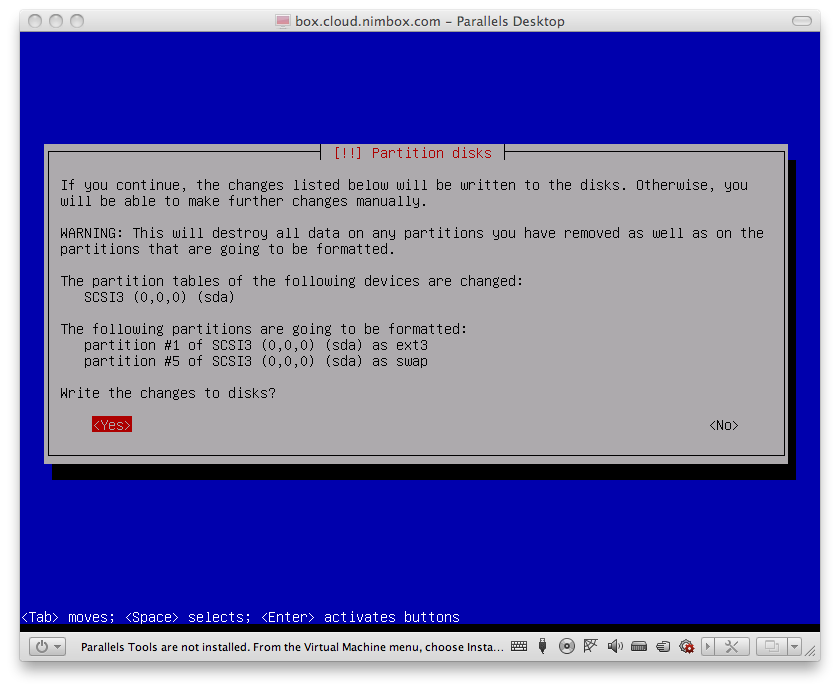 box.cloud.nimbox.com – Parallels Desktop
[!!] Partition disks
If you continue, the changes listed below will be written to the disks. Otherwise, you
will be able to make further changes manually.
WARNING: This will destroy all data on any partitions you have removed as well as on the
partitions that are going to be formatted.
The partition tables of the following devices are changed:
SCSI3 (0,0,0) (sda)
The following partitions are going to be formatted:
partition #1 of SCSI3 (0,0,0) (sda) as ext3
partition #5 of SCSI3 (0,0,0) (sda) as swap
Write the changes to disks?
<Yes> <No>
<Tab> moves; <Space> selects; <Enter> activates buttons
Parallels Tools are not installed. From the Virtual Machine menu, choose Insta...